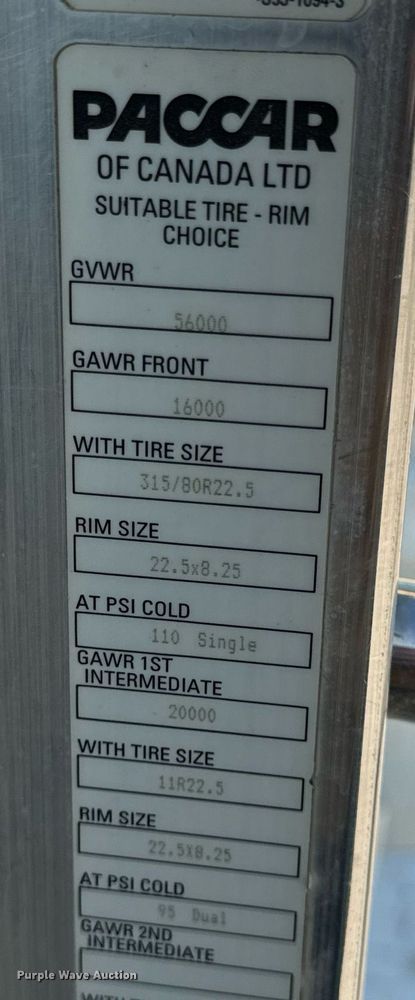 PACCAR
OF CANADA LTD
SUITABLE TIRE - RIM
CHOICE
GVWR
56000
GAWR FRONT
16000
WITH TIRE SIZE
315/80R22.5
RIM SIZE
22.5x8.25
AT PSI COLD
110 Single
GAWR 1ST
INTERMEDIATE
20000
WITH TIRE SIZE
11R22.5
RIM SIZE
22.5X8.25
AT PSI COLD
95 Dual
GAWR 2ND
INTERMEDIATE
Purple Wave Auction